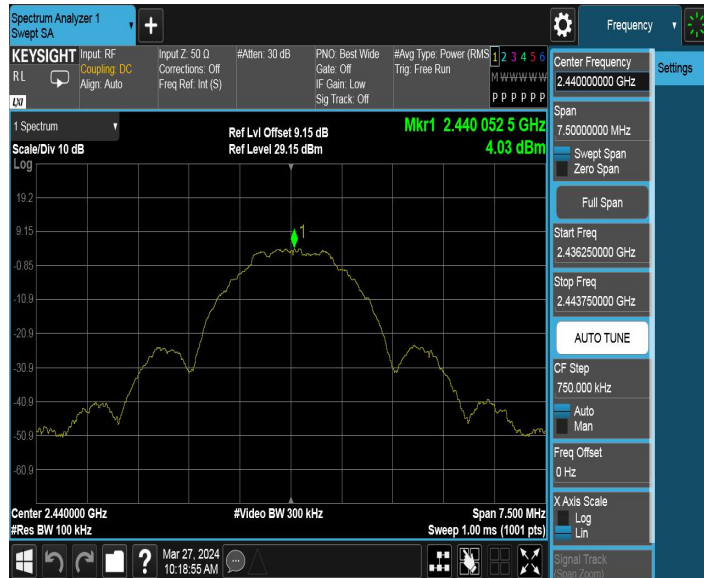 Spectrum Analyzer 1
Swept SA
+
Frequency
KEYSIGHT
RL
LXI
Input: RF
Coupling: DC
Align: Auto
Input Z: 50 Ω
Corrections: Off
Freq Ref: Int (S)
#Atten: 30 dB
PNO: Best Wide
Gate: Off
IF Gain: Low
Sig Track: Off
#Avg Type: Power (RMS
Trig: Free Run
1 2 3 4 5 6
M W W W W W
P P P P P P
1 Spectrum
Scale/Div 10 dB
Log
Ref Lvl Offset 9.15 dB
Ref Level 29.15 dBm
Mkr1 2.440 052 5 GHz
4.03 dBm
1
19.2
9.15
-0.85
-10.9
-20.9
-30.9
-40.9
-50.9
-60.9
Center 2.44000 GHz
#Res BW 100 kHz
#Video BW 300 kHz
Span 7.500 MHz
Sweep 1.00 ms (1001 pts)
?
Mar 27, 2024
10:18:55 AM
Center Frequency
2.440000000 GHz
Span
7.50000000 MHz
Swept Span
Zero Span
Full Span
Start Freq
2.436250000 GHz
Stop Freq
2.443750000 GHz
AUTO TUNE
CF Step
750.000 kHz
Auto
Man
Freq Offset
0 Hz
X Axis Scale
Log
Lin
Signal Track
(Span Zoom)
Settings